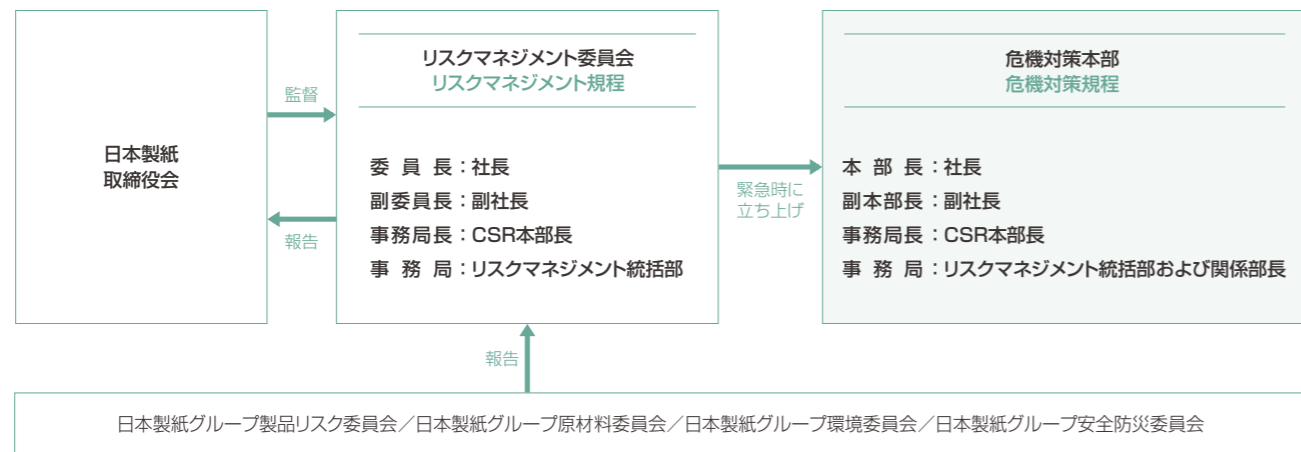 日本製紙
取締役会
監督
報告
リスクマネジメント委員会
リスクマネジメント規程
委員長：社長
副委員長：副社長
事務局長：CSR本部長
事務局：リスクマネジメント統括部
緊急時に
立ち上げ
危機対策本部
危機対策規程
本部長：社長
副本部長：副社長
事務局長：CSR本部長
事務局：リスクマネジメント統括部および関係部長
報告
日本製紙グループ製品リスク委員会／日本製紙グループ原材料委員会／日本製紙グループ環境委員会／日本製紙グループ安全防災委員会